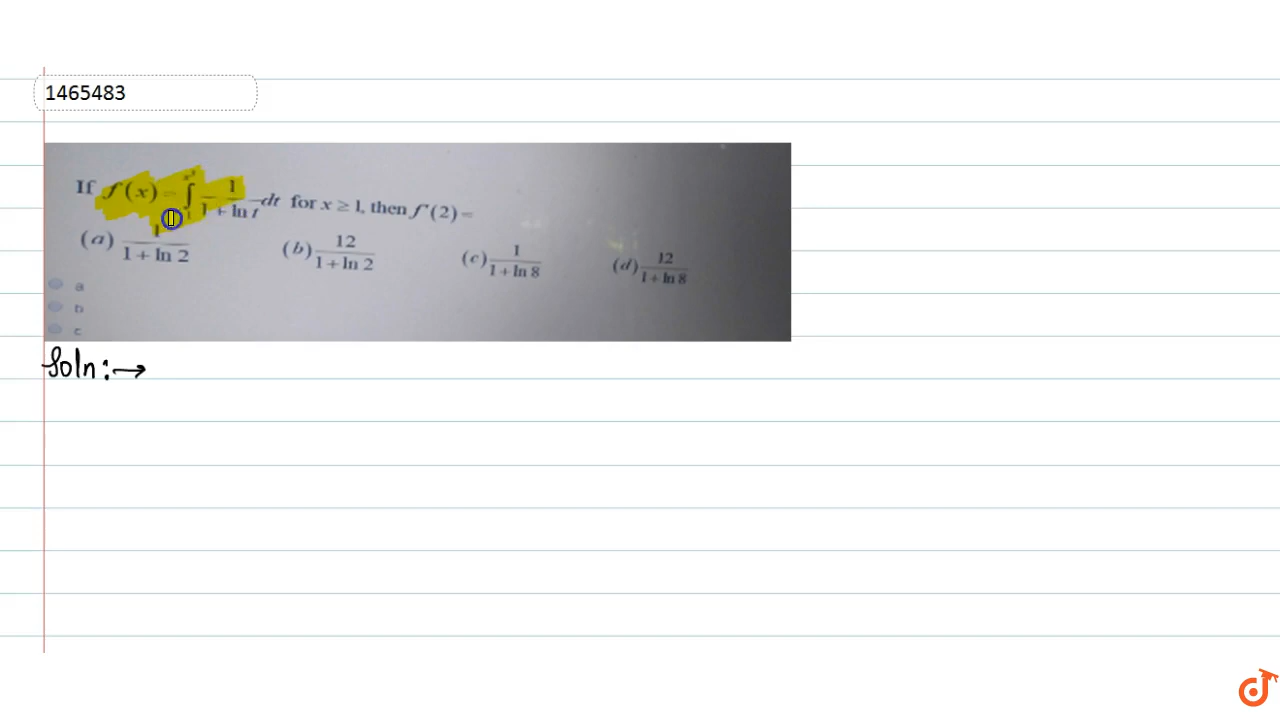 1465483
If f(x) = ∫₁^{x³} 1/(1 + ln t) dt for x ≥ 1, then f'(2) =
(a) 1/(1 + ln 2) (b) 12/(1 + ln 2) (c) 1/(1 + ln 8) (d) 12/(1 + ln 8)
a
b
c
Soln:→